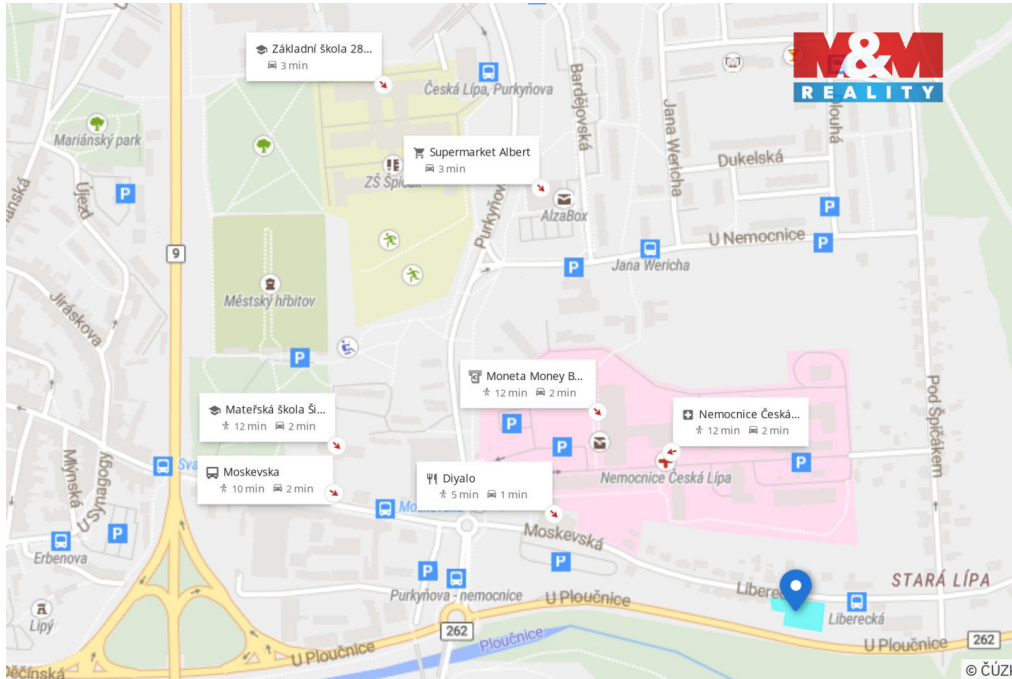 Základní škola 28...
3 min
M&M
REALITY
Česká Lípa, Purkyňova
Bardějovská
Jana Wericha
Dlouhá
Mariánský park
Supermarket Albert
3 min
Dukelská
ZŠ Špičák
Újezd
P
AlzaBox
P
Purkyňova
U Nemocnice
P
9
Jana Wericha
P
Městský hřbitov
Jiráskova
P
Moneta Money B...
12 min 2 min
Pod Špičákem
Mateřská škola Ši...
12 min 2 min
Nemocnice Česká...
12 min 2 min
P
P
P
Mlýnská
U Synagogy
Moskevska
10 min 2 min
Diyalo
5 min 1 min
Nemocnice Česká Lípa
P
Moskevská
Erbenova
P
P
STARÁ LÍPA
Purkyňova - nemocnice
U Ploučnice
Liberecká
Lípý
262
Ploučnice
U Ploučnice
U Ploučnice
262
Děčínská
© ČÚZK